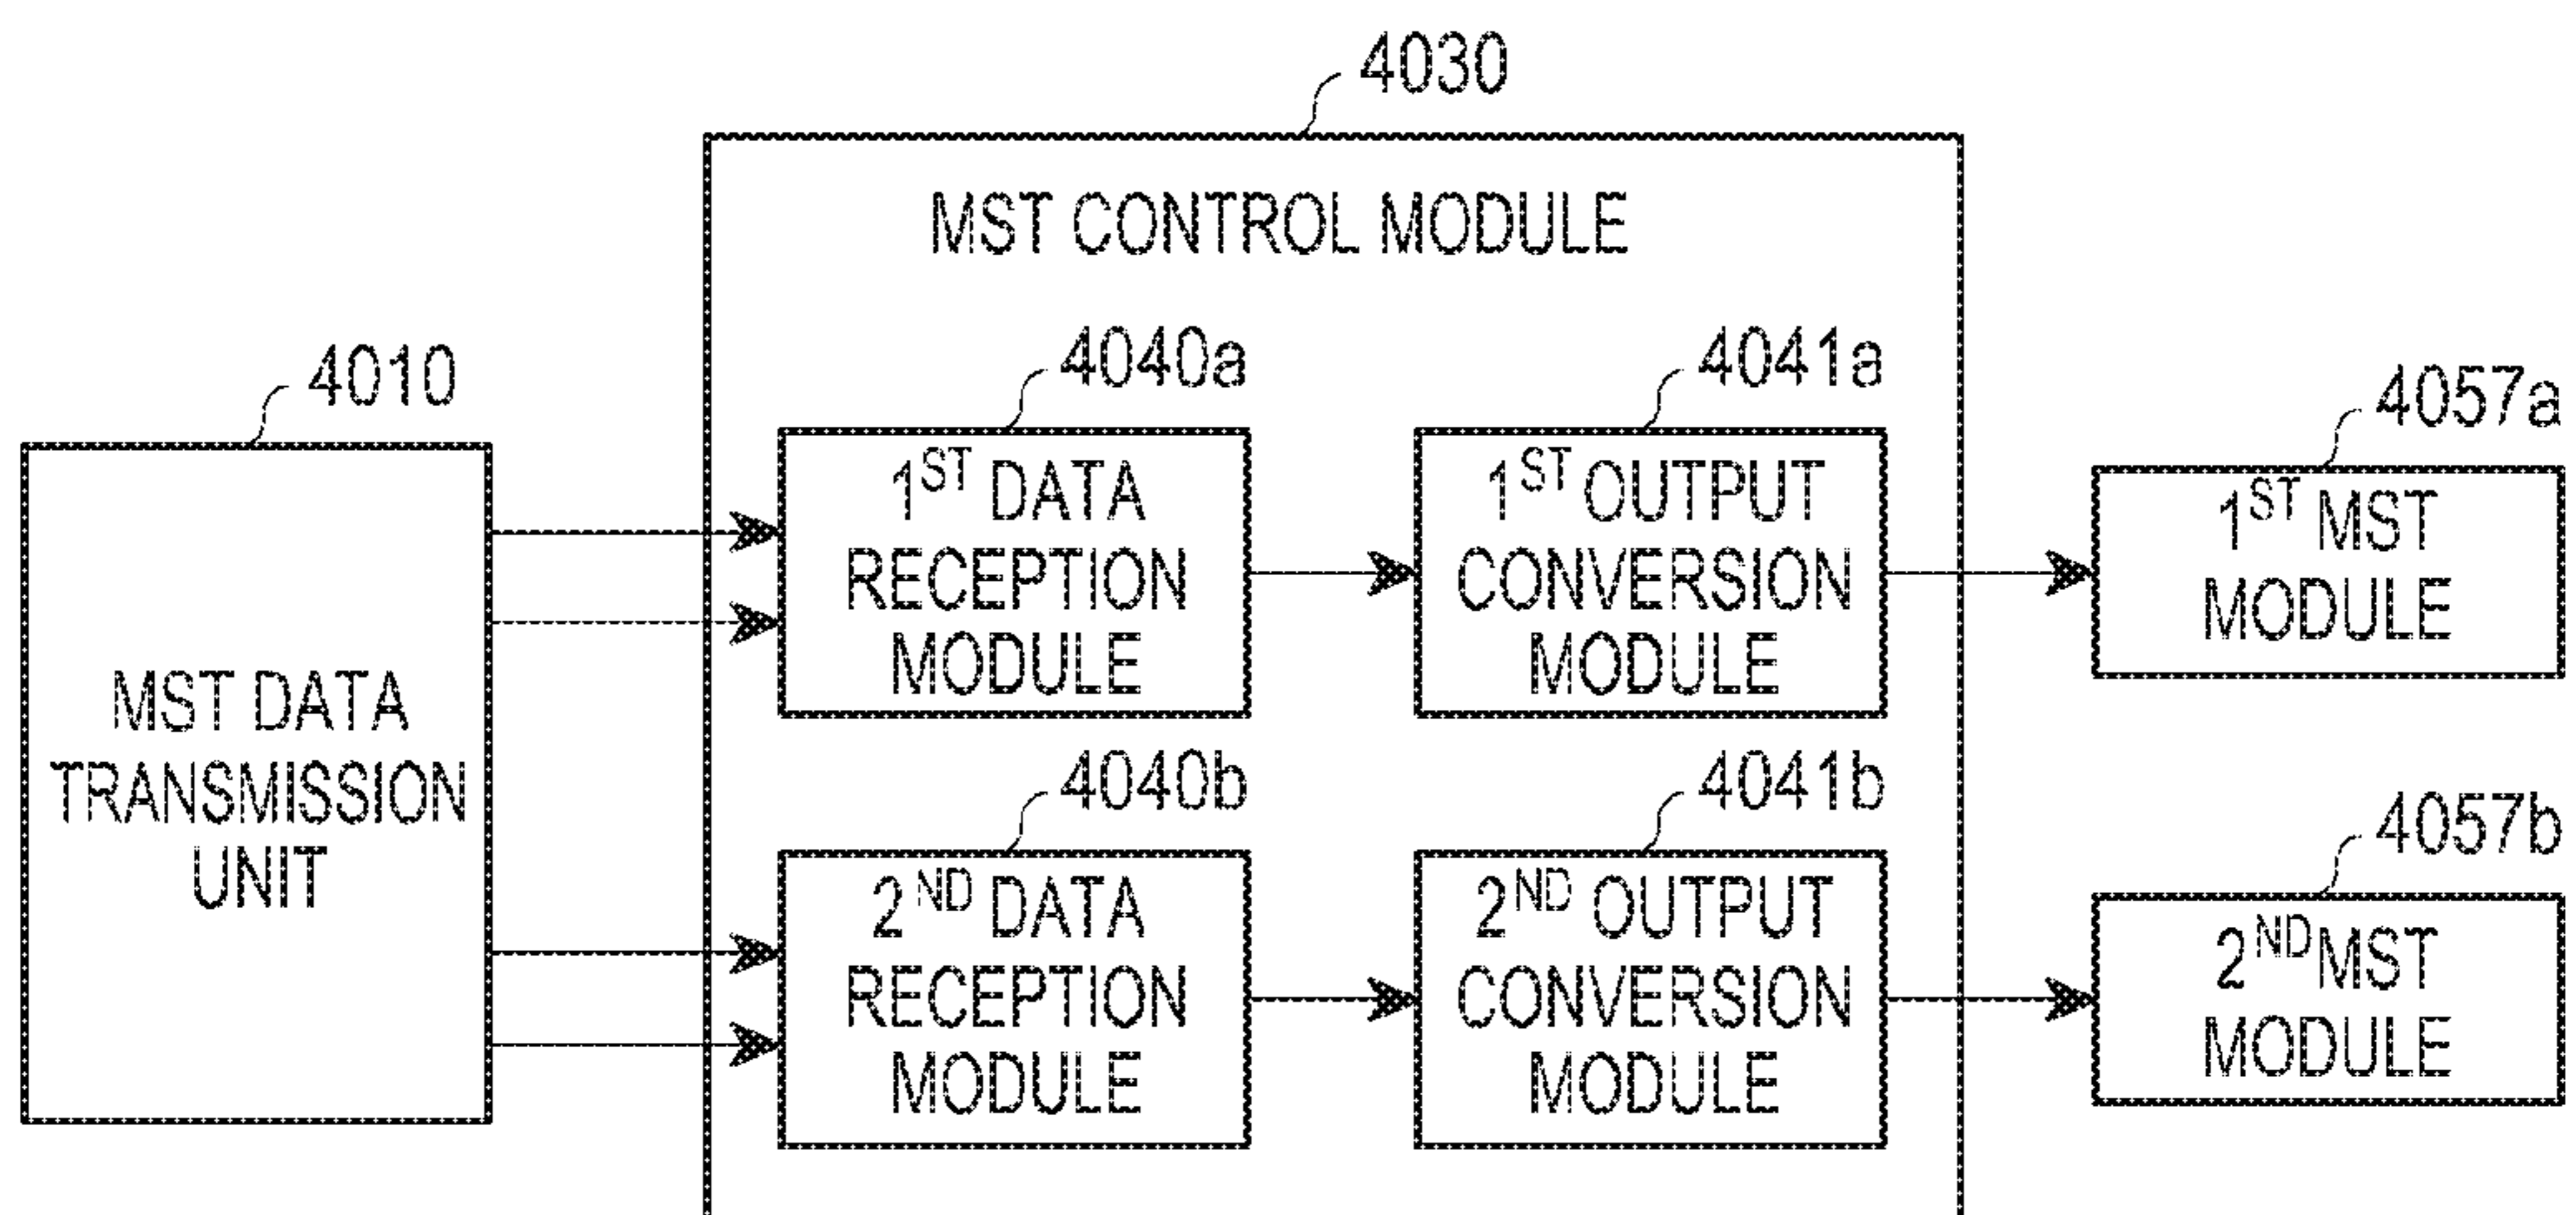 4030
MST CONTROL MODULE
4010
4040a
4041a
4057a
1ST DATA
RECEPTION
MODULE
1ST OUTPUT
CONVERSION
MODULE
1ST MST
MODULE
MST DATA
TRANSMISSION
UNIT
4040b
4041b
4057b
2ND DATA
RECEPTION
MODULE
2ND OUTPUT
CONVERSION
MODULE
2ND MST
MODULE